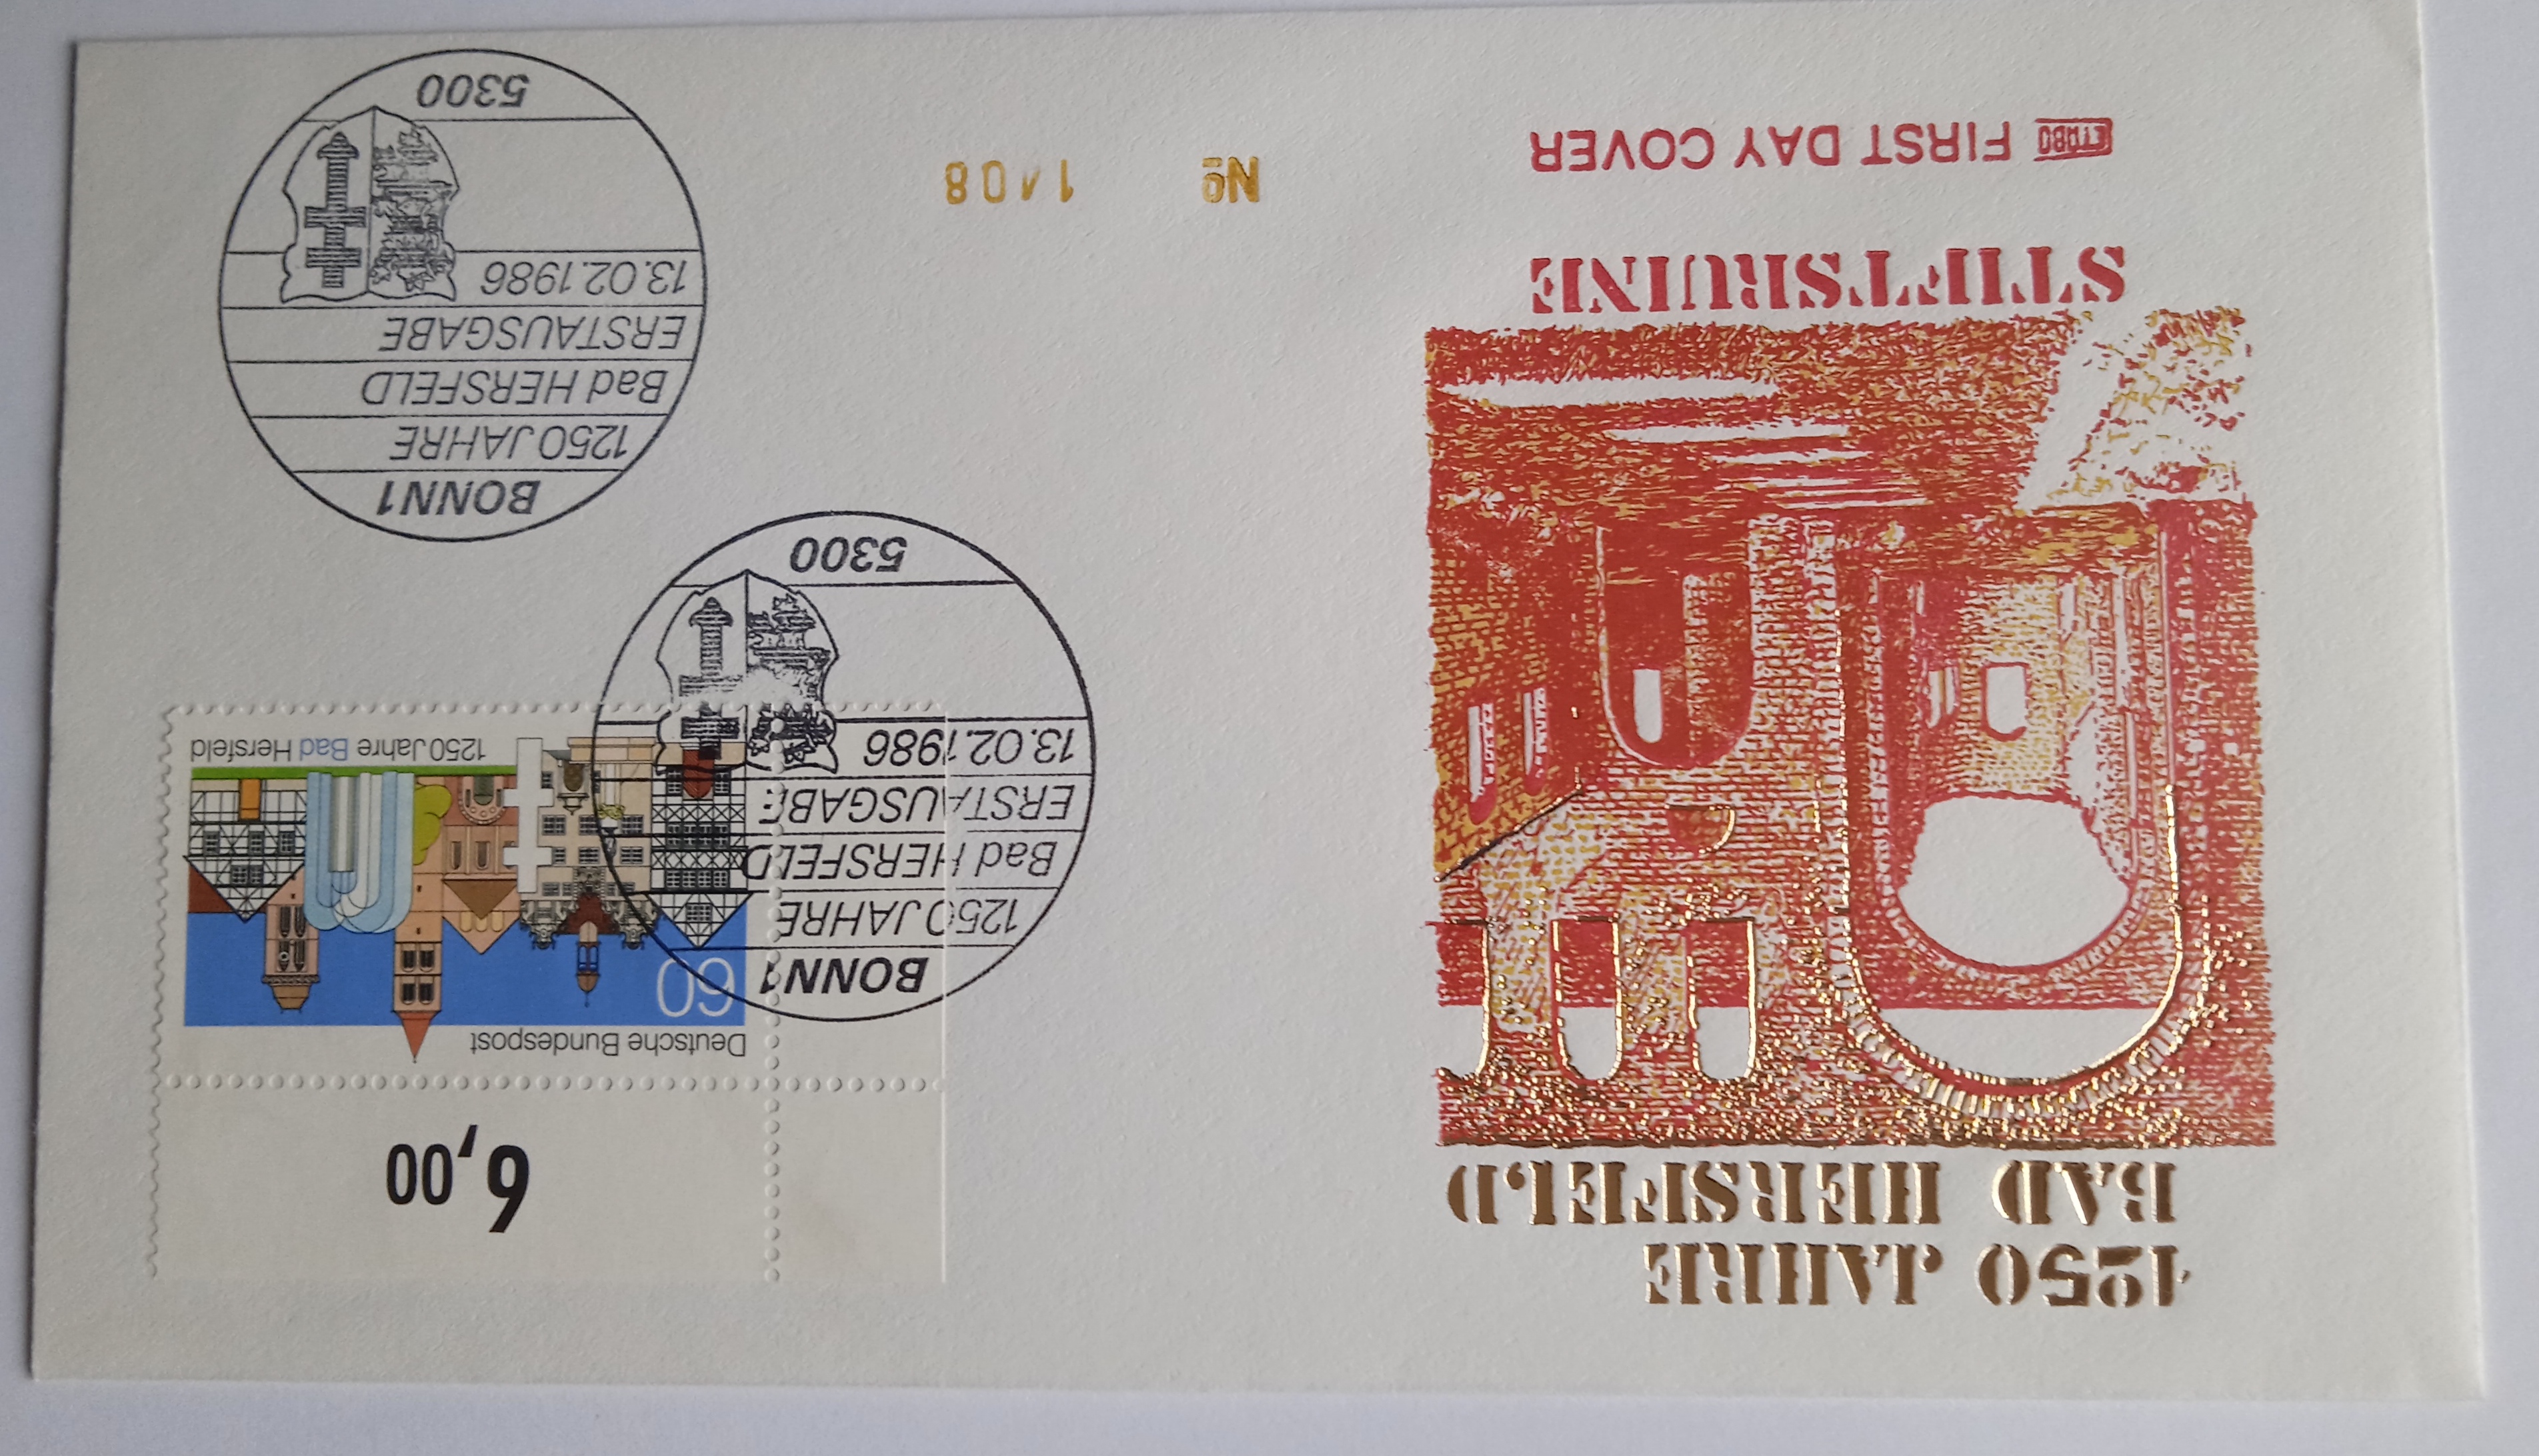 1250 JAHRE
BAD HERSFELD
STIFTSRUINE
ETUBO FIRST DAY COVER
No 1108
6,00
Deutsche Bundespost
60
1250 Jahre Bad Hersfeld
BONN1
1250 JAHRE
Bad HERSFELD
ERSTAUSGABE
13.02.1986
5300
BONN1
1250 JAHRE
Bad HERSFELD
ERSTAUSGABE
13.02.1986
5300